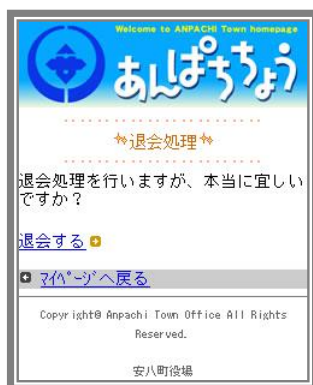 Welcome to ANPACHI Town homepage
あんぱちちょう
退会処理
退会処理を行いますが、本当に宜しい
ですか？
退会する
ﾏｲﾍﾟｰｼﾞへ戻る
Copyright© Anpachi Town Office All Rights
Reserved.
安八町役場